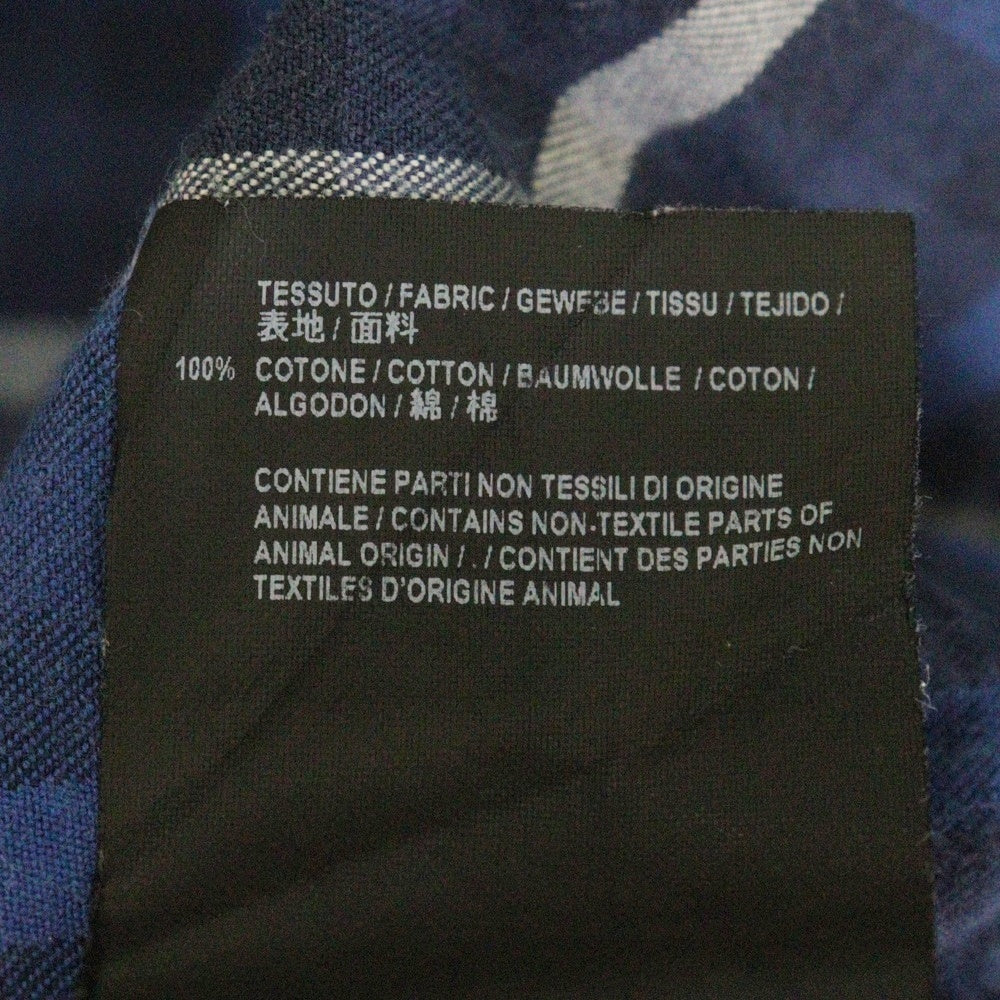 TESSUTO / FABRIC / GEWEBE / TISSU / TEJIDO /
表地 / 面料
100% COTONE / COTTON / BAUMWOLLE / COTON /
ALGODON / 綿 / 棉
CONTIENE PARTI NON TESSILI DI ORIGINE
ANIMALE / CONTAINS NON-TEXTILE PARTS OF
ANIMAL ORIGIN / . / CONTIENT DES PARTIES NON
TEXTILES D'ORIGINE ANIMAL